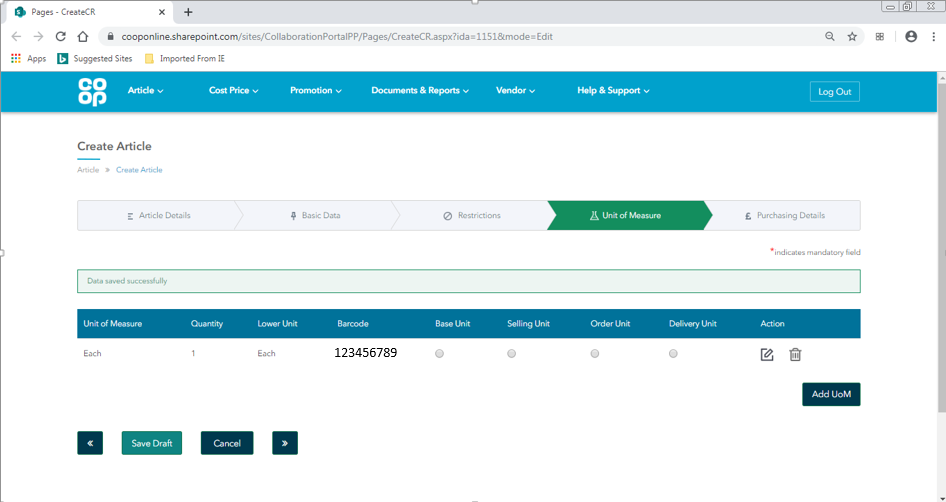 Pages - CreateCR
cooponline.sharepoint.com/sites/CollaborationPortalPP/Pages/CreateCR.aspx?ida=1151&mode=Edit
Apps Suggested Sites Imported From IE
CO
OP
Article Cost Price Promotion Documents & Reports Vendor Help & Support Log Out
Create Article
Article » Create Article
Article Details Basic Data Restrictions Unit of Measure £ Purchasing Details
*indicates mandatory field
Data saved successfully
Unit of Measure Quantity Lower Unit Barcode Base Unit Selling Unit Order Unit Delivery Unit Action
Each 1 Each 123456789
Add UoM
« Save Draft Cancel »